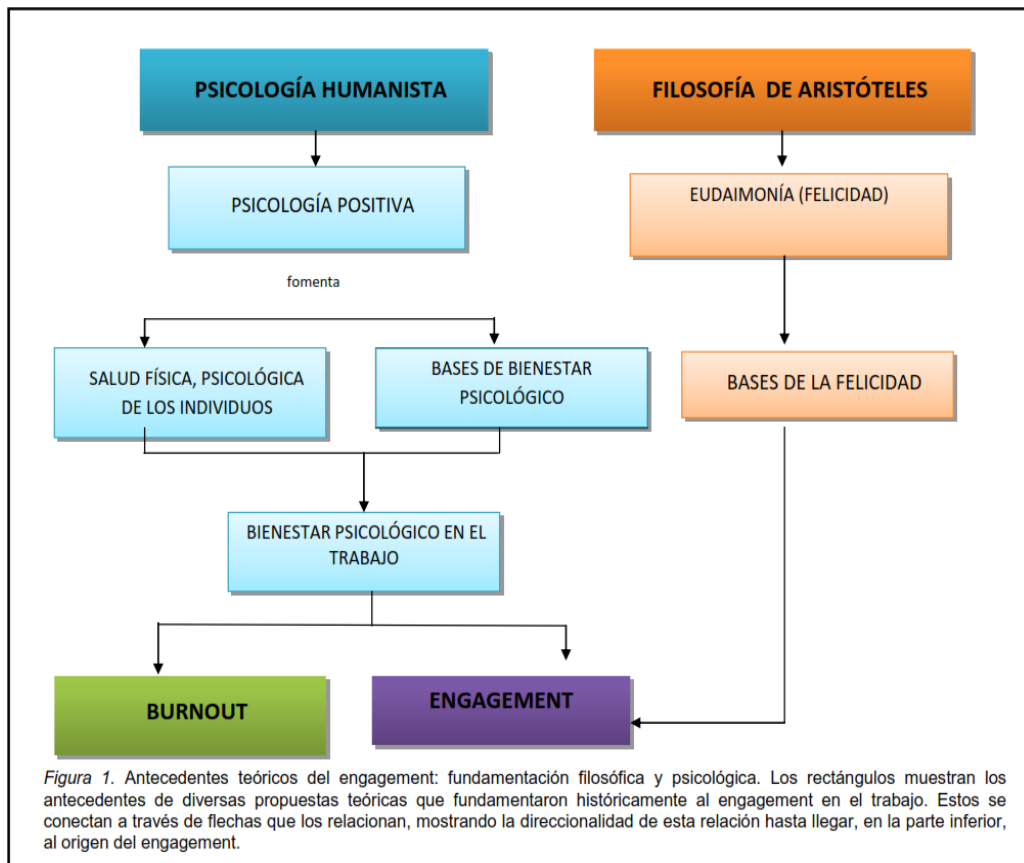 PSICOLOGÍA HUMANISTA
FILOSOFÍA DE ARISTÓTELES
PSICOLOGÍA POSITIVA
EUDAIMONÍA (FELICIDAD)
fomenta
SALUD FÍSICA, PSICOLÓGICA
DE LOS INDIVIDUOS
BASES DE BIENESTAR
PSICOLÓGICO
BASES DE LA FELICIDAD
BIENESTAR PSICOLÓGICO EN EL
TRABAJO
BURNOUT
ENGAGEMENT
Figura 1. Antecedentes teóricos del engagement: fundamentación filosófica y psicológica. Los rectángulos muestran los
antecedentes de diversas propuestas teóricas que fundamentaron históricamente al engagement en el trabajo. Estos se
conectan a través de flechas que los relacionan, mostrando la direccionalidad de esta relación hasta llegar, en la parte inferior,
al origen del engagement.